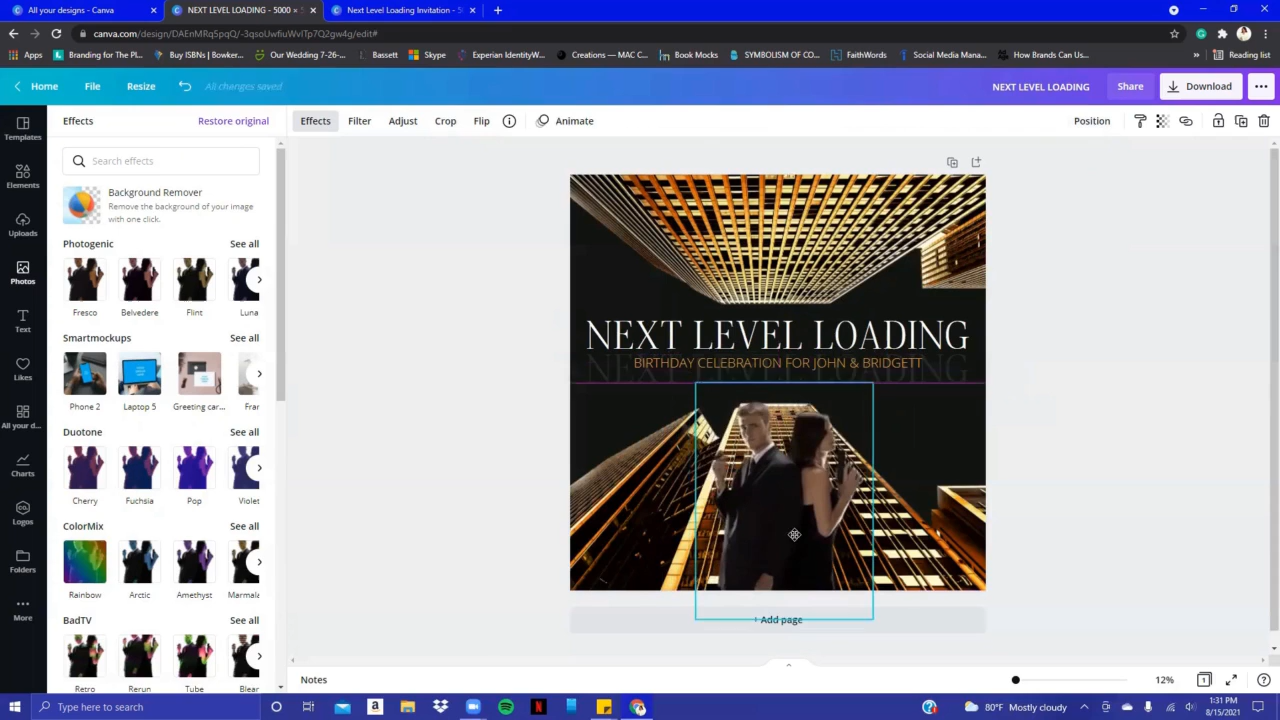 All your designs - Canva
NEXT LEVEL LOADING - 5000 ×
Next Level Loading Invitation - 5
canva.com/design/DAEnMRq5pqQ/-3qsoUwfiuWvlTp7Q2gw4g/edit#
Apps
Branding for The Pl...
Buy ISBNs | Bowker...
Our Wedding 7-26-...
Bassett
Skype
Experian IdentityW...
Creations — MAC C...
Book Mocks
SYMBOLISM OF CO...
FaithWords
Social Media Mana...
How Brands Can Us...
Reading list
Home
File
Resize
All changes saved
NEXT LEVEL LOADING
Share
Download
Effects
Restore original
Effects
Filter
Adjust
Crop
Flip
Animate
Position
Templates
Elements
Uploads
Photos
Text
Likes
All your d...
Charts
Logos
Folders
More
Search effects
Background Remover
Remove the background of your image
with one click.
Photogenic
See all
Fresco
Belvedere
Flint
Luna
Smartmockups
See all
Phone 2
Laptop 5
Greeting car...
Frar
Duotone
See all
Cherry
Fuchsia
Pop
Violet
ColorMix
See all
Rainbow
Arctic
Amethyst
Marmala
BadTV
See all
Retro
Rerun
Tube
Blear
NEXT LEVEL LOADING
BIRTHDAY CELEBRATION FOR JOHN & BRIDGETT
+ Add page
Notes
12%
1
Type here to search
80°F Mostly cloudy
1:31 PM
8/15/2021